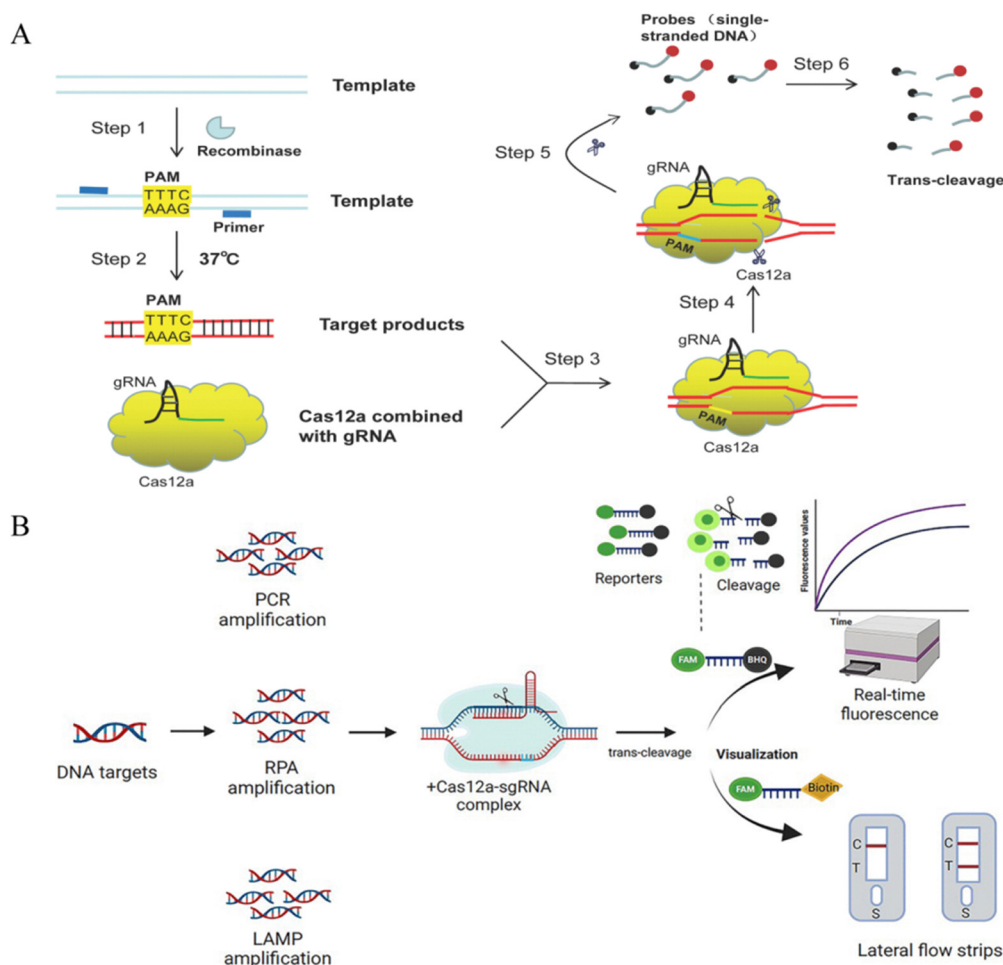 A
Template
Step 1
Recombinase
PAM
TTTC
AAAG
Template
Primer
Step 2
37°C
PAM
TTTC
AAAG
Target products
gRNA
Cas12a combined
with gRNA
Cas12a
Step 3
gRNA
PAM
Cas12a
Step 4
gRNA
PAM
Cas12a
Step 5
Probes （single-
stranded DNA）
Step 6
Trans-cleavage
B
DNA targets
PCR
amplification
RPA
amplification
LAMP
amplification
+Cas12a-sgRNA
complex
trans-cleavage
Reporters
Cleavage
FAM
BHQ
Fluorescence values
Time
Real-time
fluorescence
Visualization
FAM
Biotin
C
T
S
C
T
S
Lateral flow strips